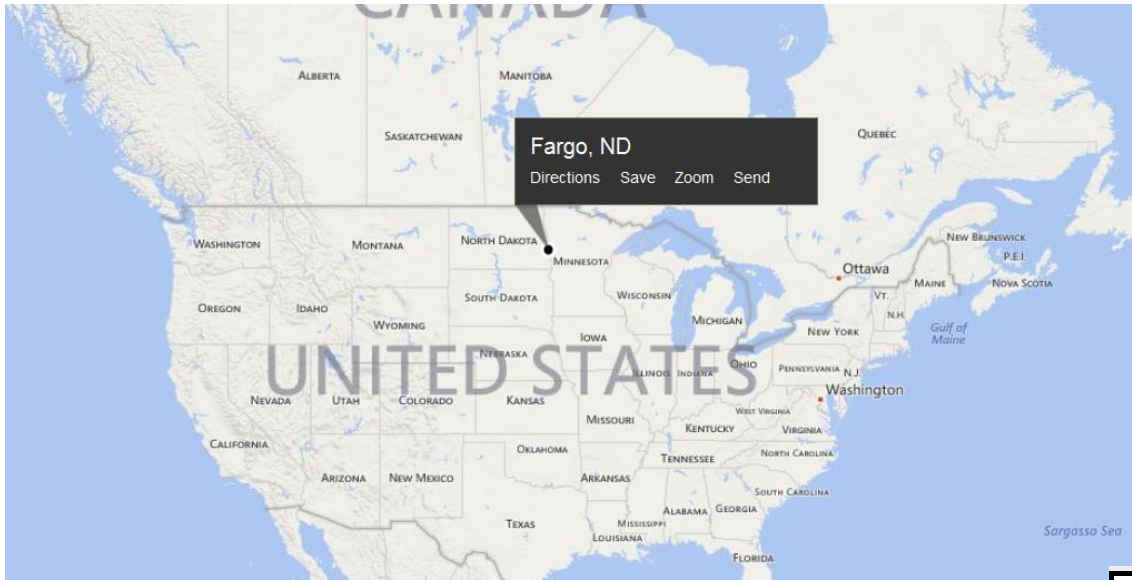 CANADA
ALBERTA
MANITOBA
SASKATCHEWAN
QUEBEC
Fargo, ND
Directions Save Zoom Send
WASHINGTON
MONTANA
NORTH DAKOTA
MINNESOTA
NEW BRUNSWICK
P.E.I.
NOVA SCOTIA
Ottawa
MAINE
VT.
N.H.
OREGON
IDAHO
SOUTH DAKOTA
WISCONSIN
WYOMING
MICHIGAN
NEW YORK
Gulf of
Maine
IOWA
UNITED STATES
NEBRASKA
ILLINOIS
INDIANA
OHIO
PENNSYLVANIA
N.J.
Washington
NEVADA
UTAH
COLORADO
KANSAS
MISSOURI
WEST VIRGINIA
KENTUCKY
VIRGINIA
CALIFORNIA
OKLAHOMA
TENNESSEE
NORTH CAROLINA
ARIZONA
NEW MEXICO
ARKANSAS
SOUTH CAROLINA
TEXAS
MISSISSIPPI
ALABAMA
GEORGIA
LOUISIANA
FLORIDA
Sargasso Sea